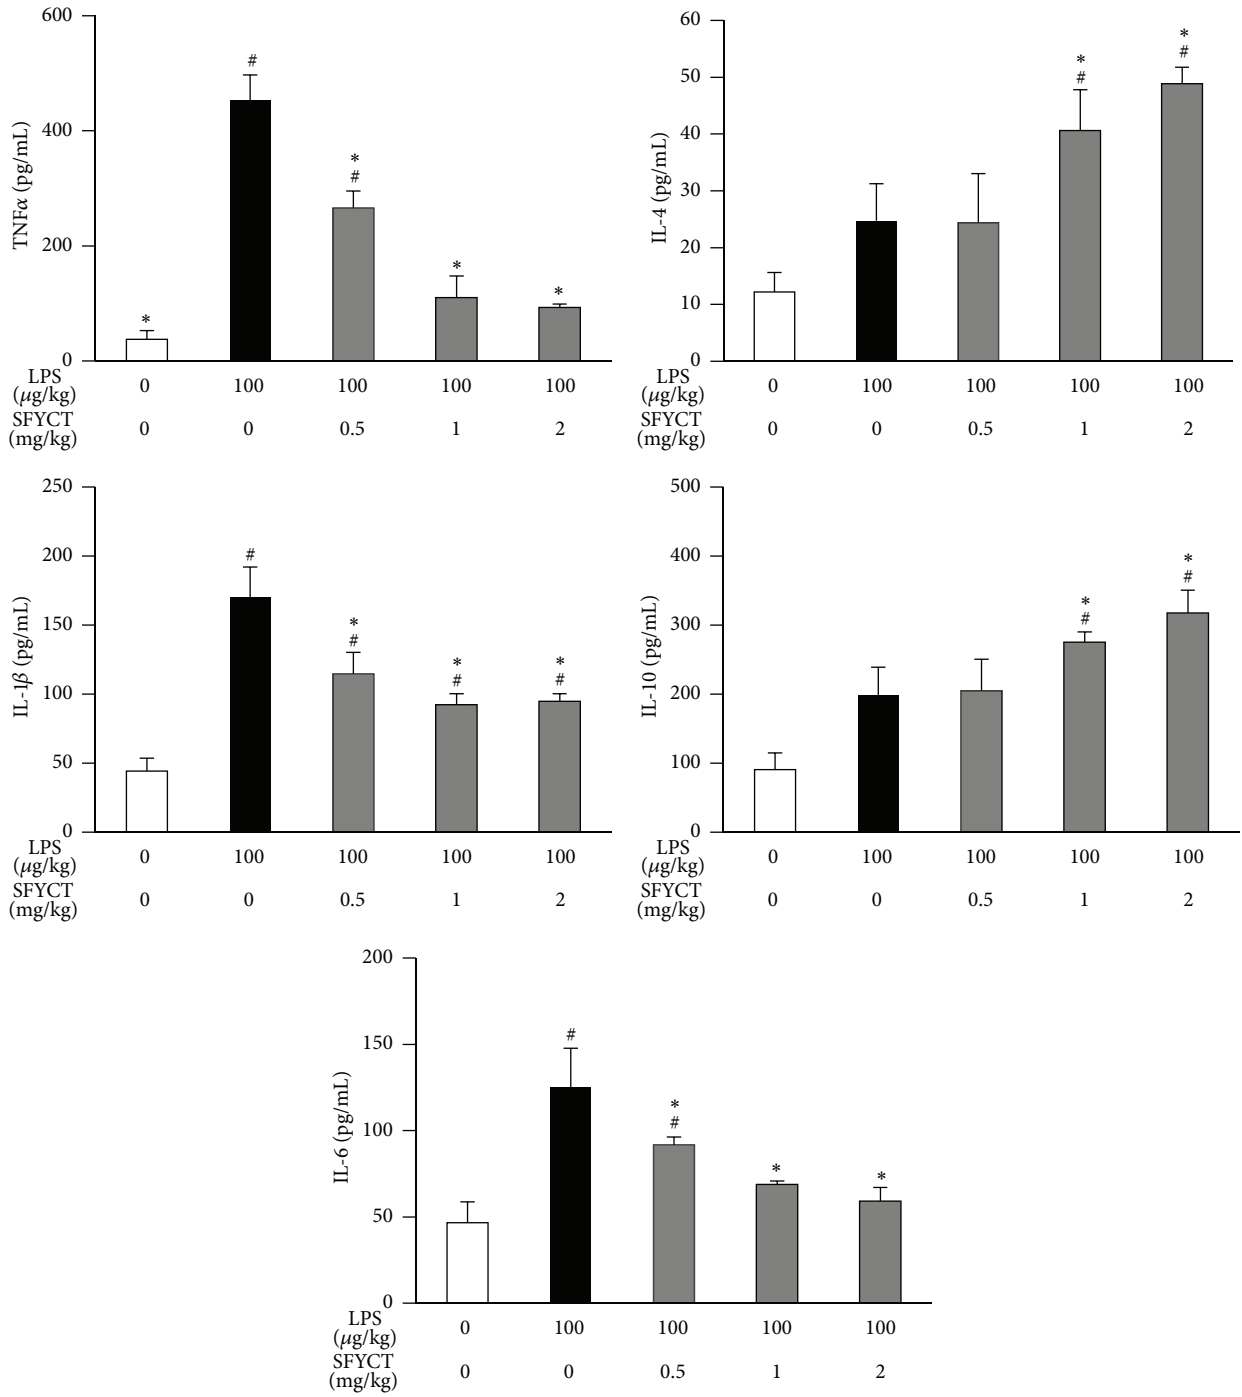 600
400
200
0
TNFα (pg/mL)
*
#
*
#
*
*
LPS
(μg/kg)
0 100 100 100 100
SFYCT
(mg/kg)
0 0 0.5 1 2
60
50
40
30
20
10
0
IL-4 (pg/mL)
*
#
*
#
LPS
(μg/kg)
0 100 100 100 100
SFYCT
(mg/kg)
0 0 0.5 1 2
250
200
150
100
50
0
IL-1β (pg/mL)
#
*
#
*
#
*
#
LPS
(μg/kg)
0 100 100 100 100
SFYCT
(mg/kg)
0 0 0.5 1 2
500
400
300
200
100
0
IL-10 (pg/mL)
*
#
*
#
LPS
(μg/kg)
0 100 100 100 100
SFYCT
(mg/kg)
0 0 0.5 1 2
200
150
100
50
0
IL-6 (pg/mL)
#
*
#
*
*
LPS
(μg/kg)
0 100 100 100 100
SFYCT
(mg/kg)
0 0 0.5 1 2